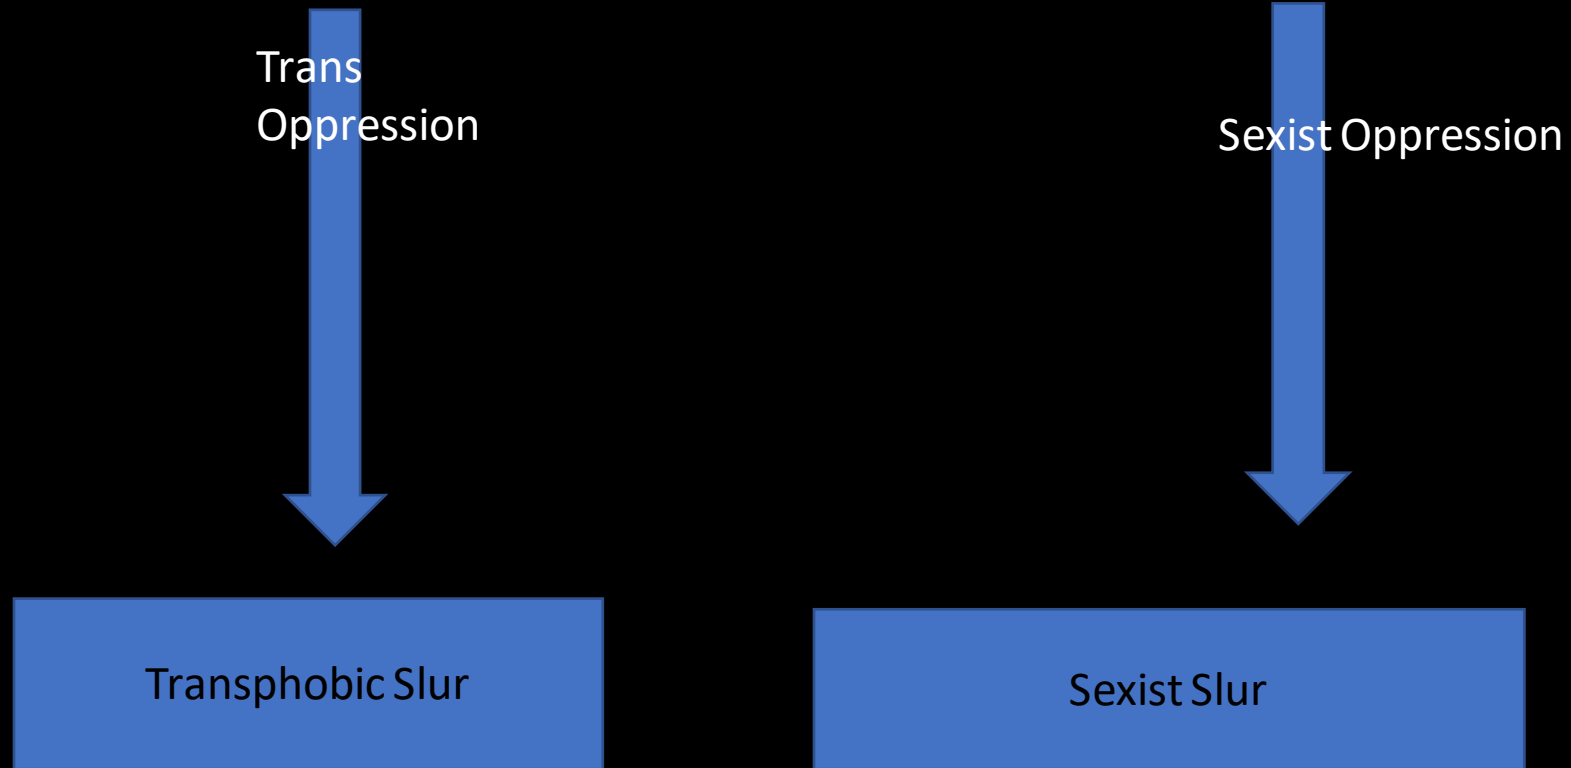 Trans
Oppression
Sexist Oppression
Transphobic Slur
Sexist Slur